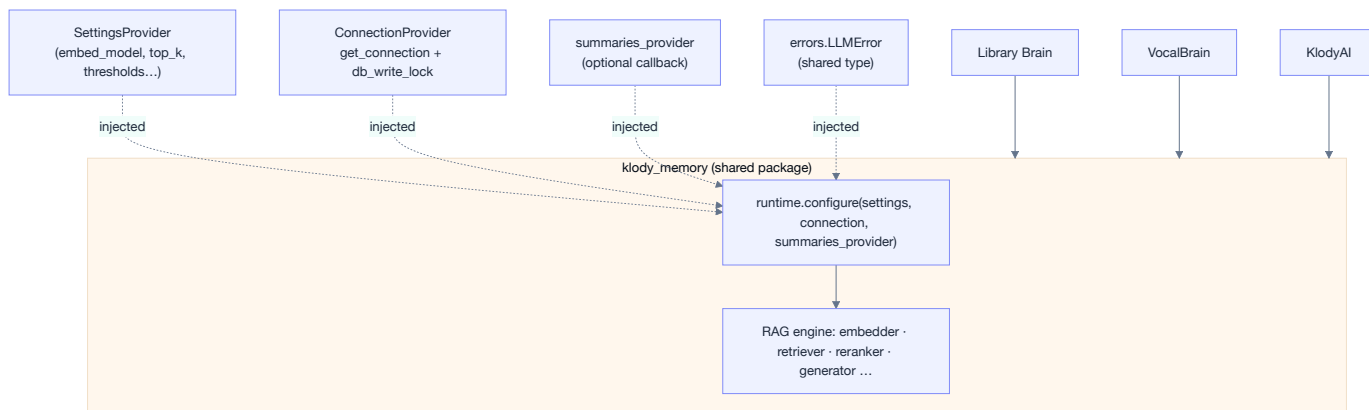 SettingsProvider
(embed_model, top_k,
thresholds…)
ConnectionProvider
get_connection +
db_write_lock
summaries_provider
(optional callback)
errors.LLMError
(shared type)
Library Brain
VocalBrain
KlodyAI
injected
injected
injected
injected
klody_memory (shared package)
runtime.configure(settings,
connection,
summaries_provider)
RAG engine: embedder ·
retriever · reranker ·
generator …